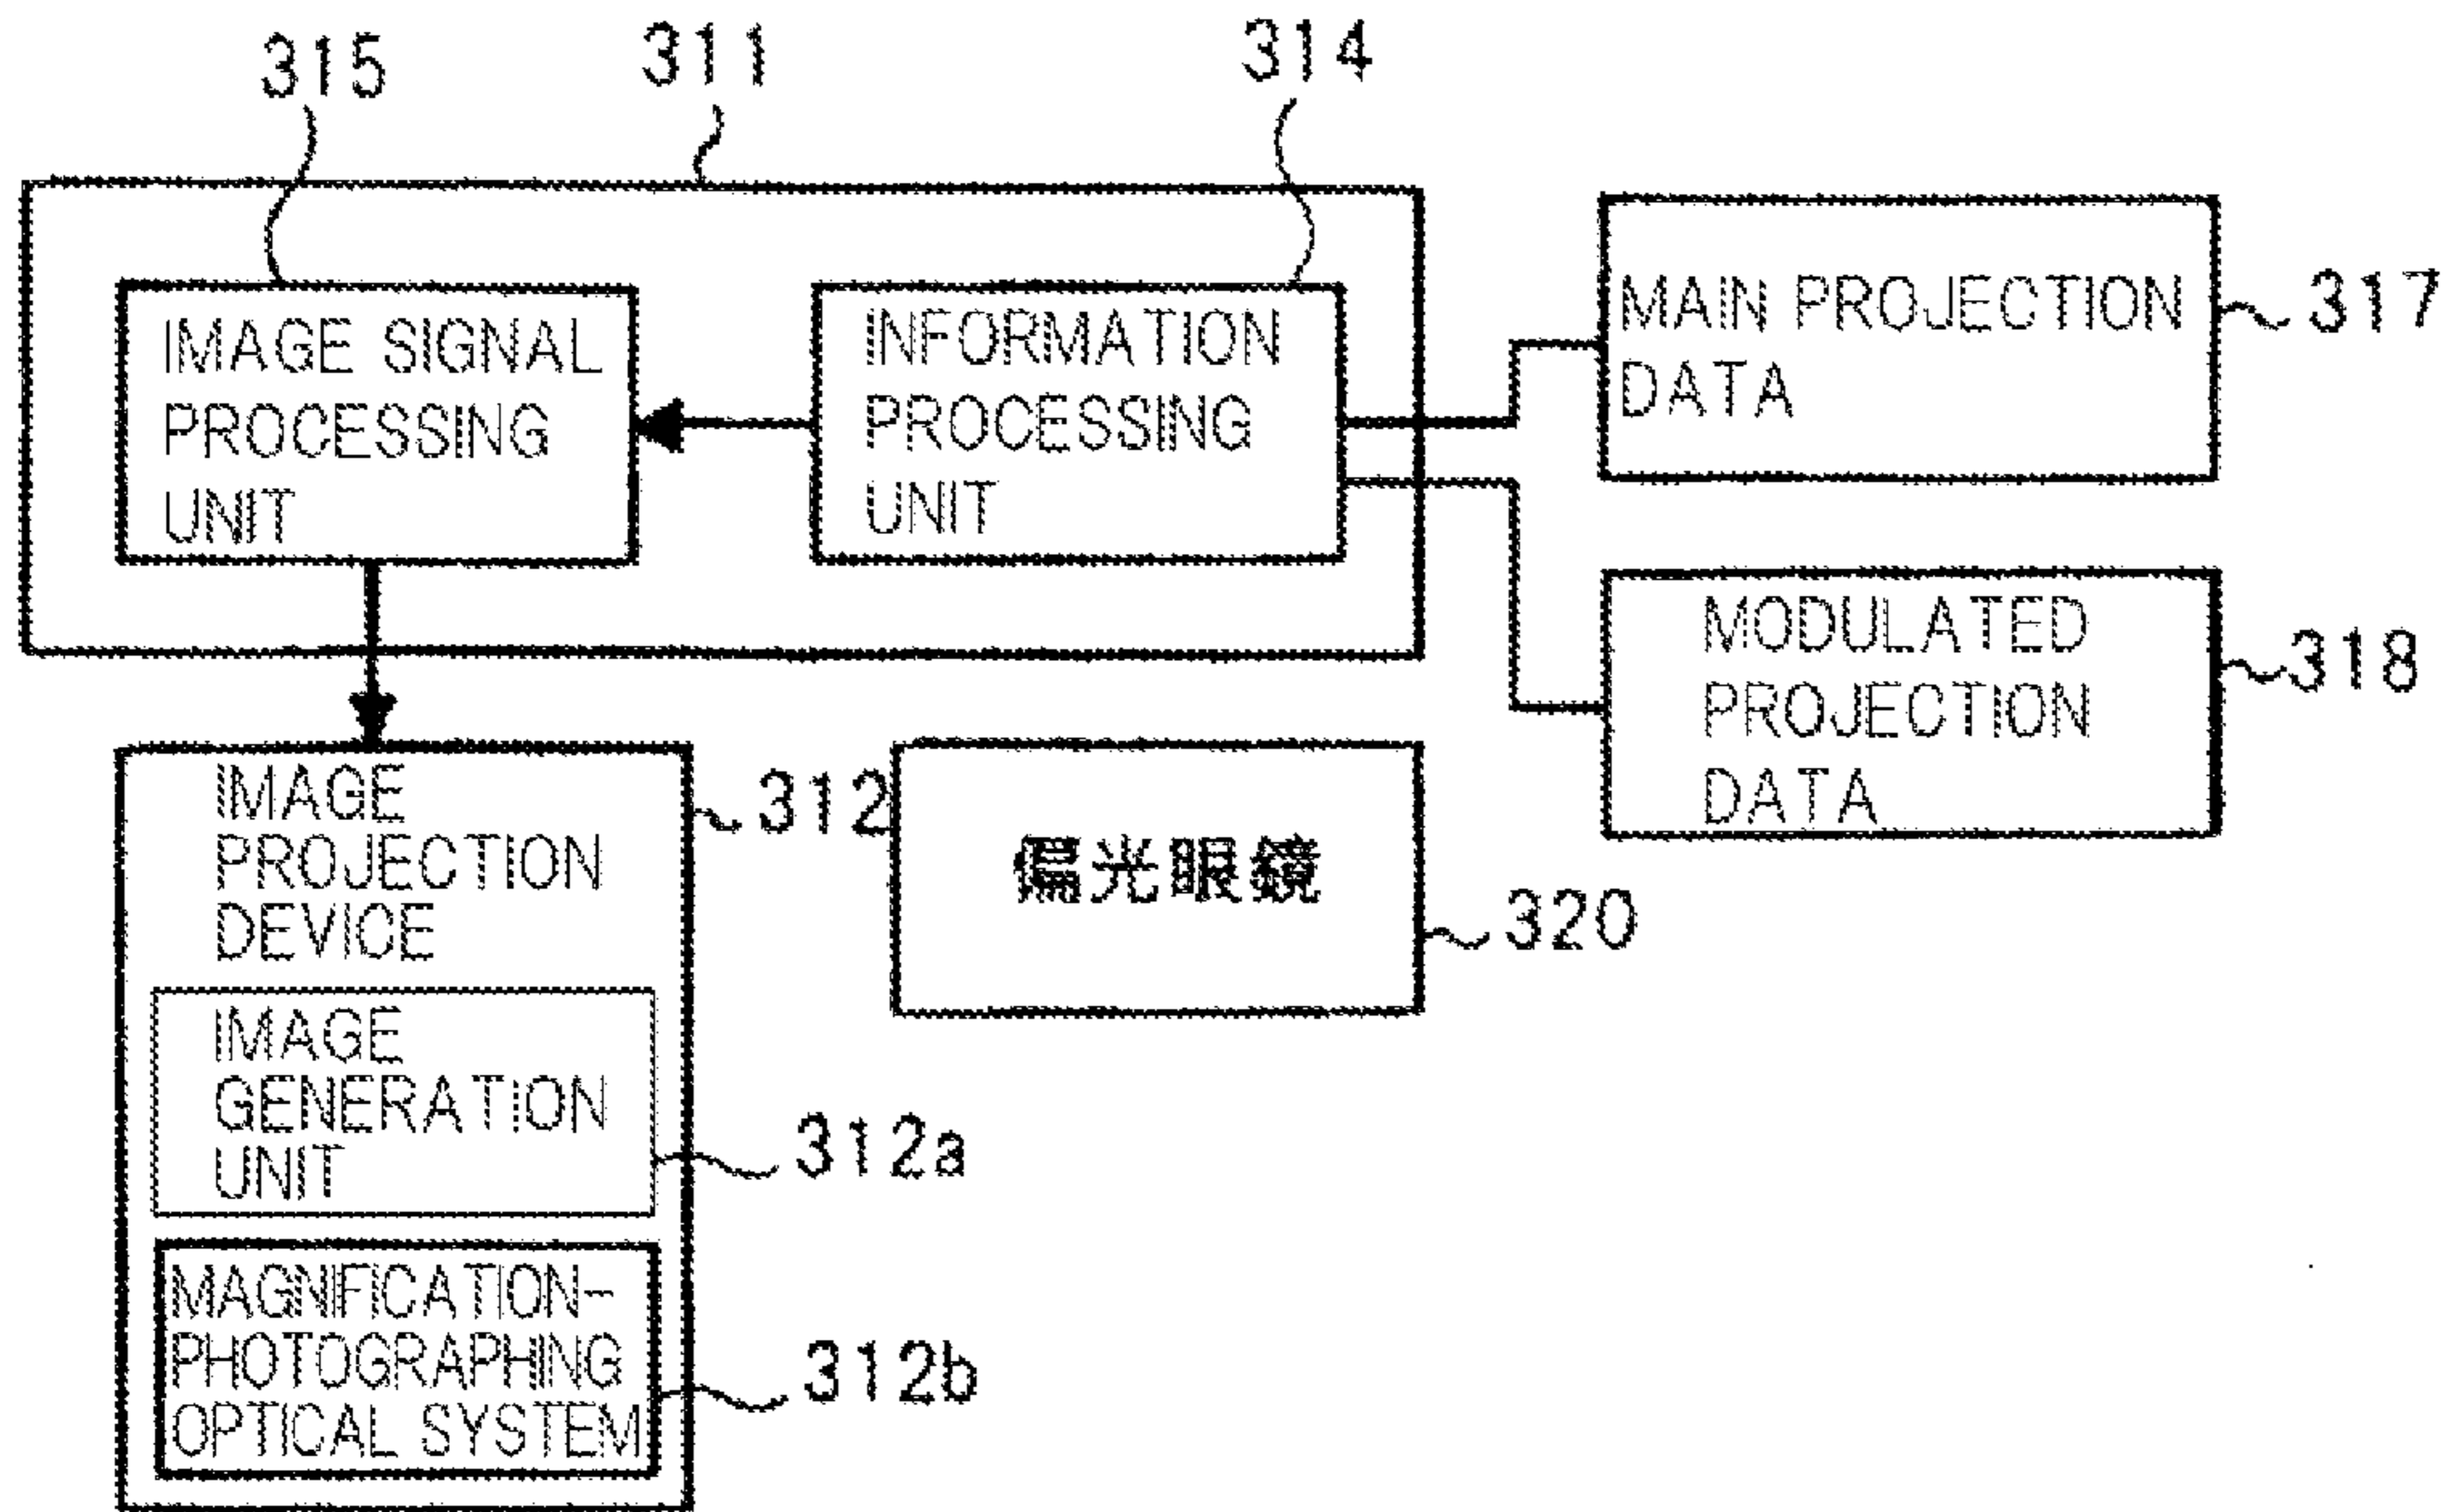 315
311
314
IMAGE SIGNAL
PROCESSING
UNIT
INFORMATION
PROCESSING
UNIT
MAIN PROJECTION
DATA
317
MODULATED
PROJECTION
DATA
318
IMAGE
PROJECTION
DEVICE
312
偏光眼鏡
320
IMAGE
GENERATION
UNIT
312a
MAGNIFICATION-
PHOTOGRAPHING
OPTICAL SYSTEM
312b